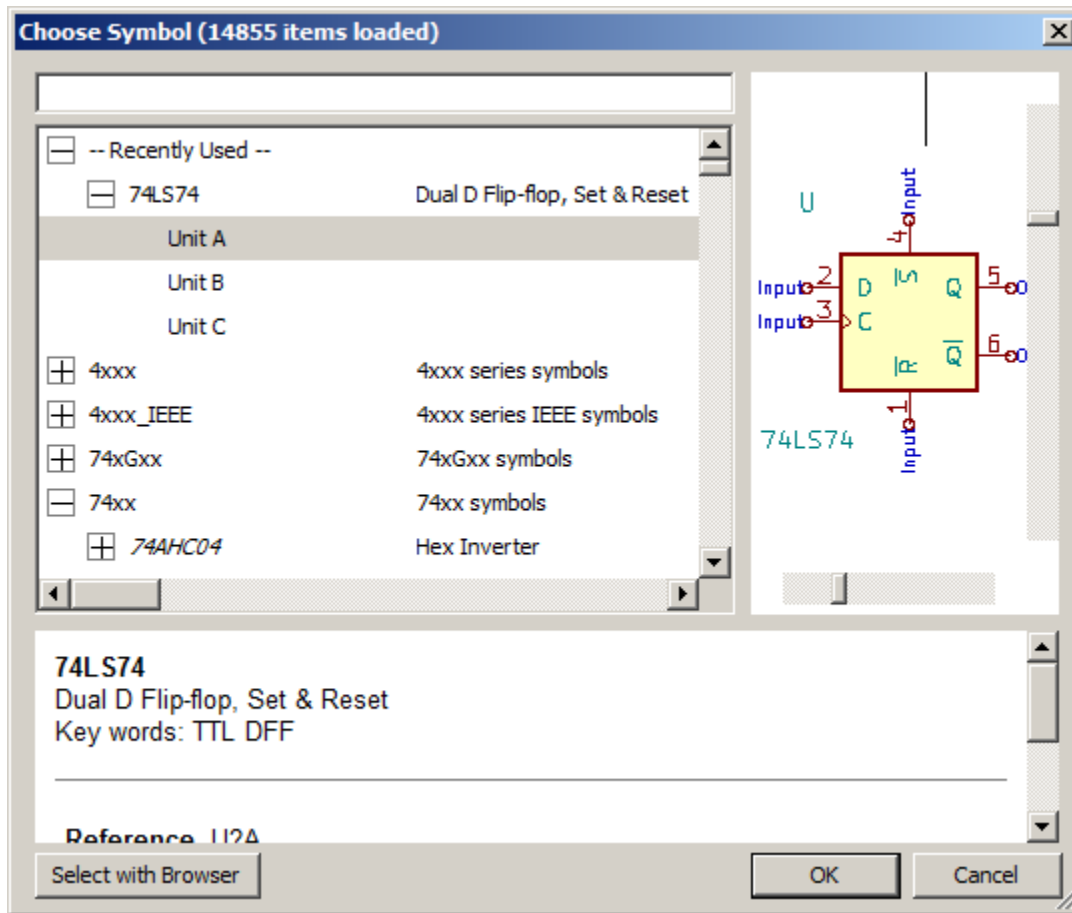 Choose Symbol (14855 items loaded)
-- Recently Used --
74LS74 Dual D Flip-flop, Set & Reset
Unit A
Unit B
Unit C
4xxx 4xxx series symbols
4xxx_IEEE 4xxx series IEEE symbols
74xGxx 74xGxx symbols
74xx 74xx symbols
74AHC04 Hex Inverter
U
Input
4
Input 2 D S Q 5 O
Input 3 C
R Q 6 O
1
Input
74LS74
74LS74
Dual D Flip-flop, Set & Reset
Key words: TTL DFF
Reference U?A
Select with Browser OK Cancel